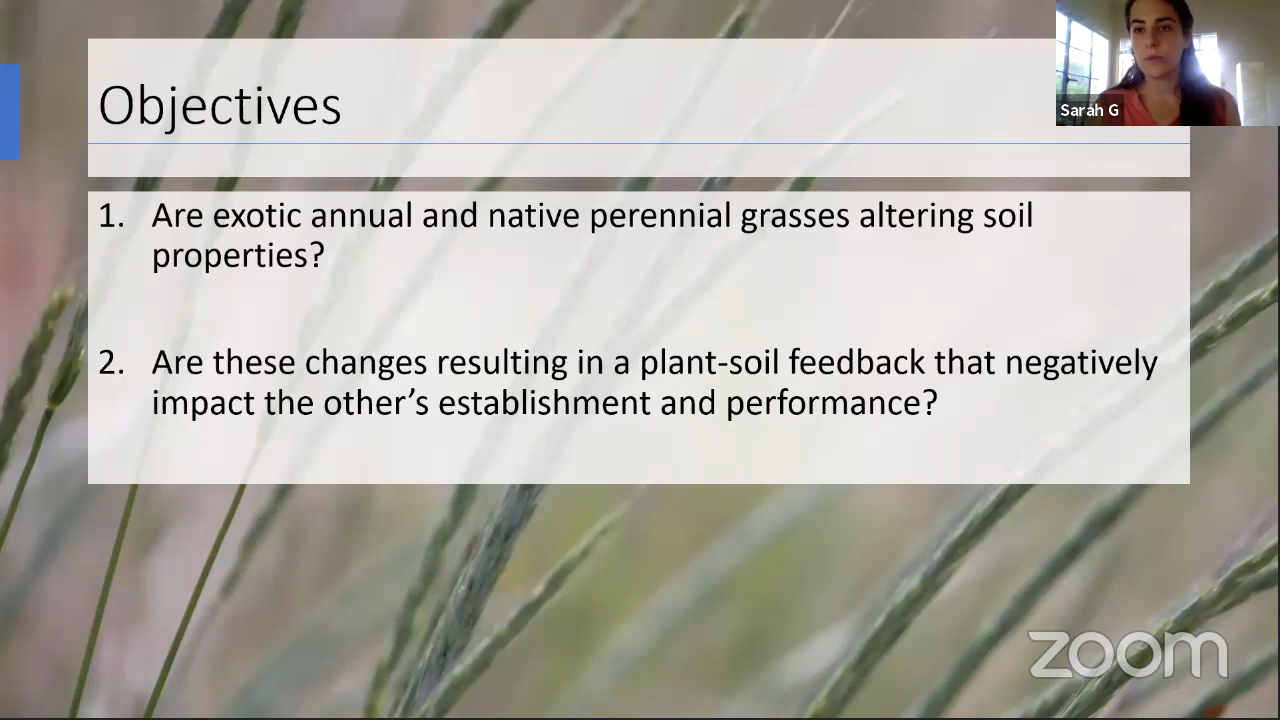 Objectives
Sarah G
1. Are exotic annual and native perennial grasses altering soil
properties?
2. Are these changes resulting in a plant-soil feedback that negatively
impact the other’s establishment and performance?
zoom